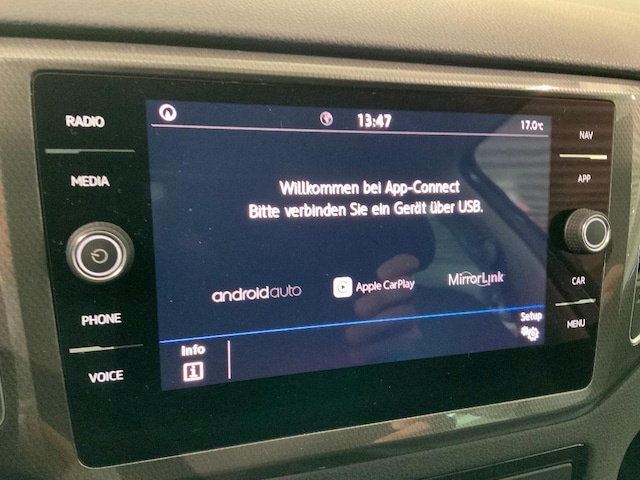 RADIO
MEDIA
PHONE
VOICE
13:47
17.0°C
Willkommen bei App-Connect
Bitte verbinden Sie ein Gerät über USB.
androidauto
Apple CarPlay
MirrorLink
Info
Setup
NAV
APP
CAR
MENU